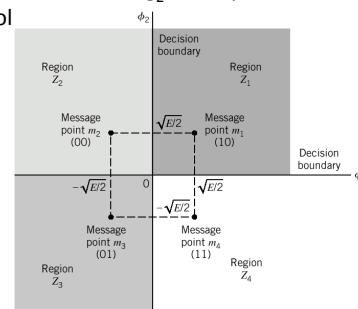 ol
ϕ2
Decision
boundary
Region
Z2
Region
Z1
Message
point m2
(00)
√E/2
Message
point m1
(10)
Decision
boundary
−√E/2
0
√E/2
−√E/2
Message
point m3
(01)
Message
point m4
(11)
Region
Z3
Region
Z4